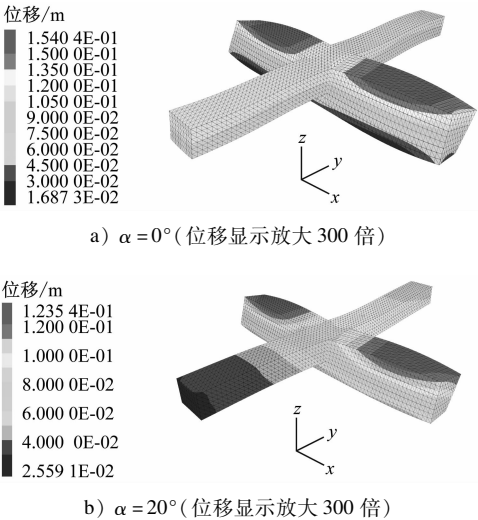 位移/m
1.540 4E-01
1.500 0E-01
1.350 0E-01
1.200 0E-01
1.050 0E-01
9.000 0E-02
7.500 0E-02
6.000 0E-02
4.500 0E-02
3.000 0E-02
1.687 3E-02
z
y
x
a) α=0°(位移显示放大 300 倍)
位移/m
1.235 4E-01
1.200 0E-01
1.000 0E-01
8.000 0E-02
6.000 0E-02
4.000 0E-02
2.559 1E-02
z
y
x
b) α=20°(位移显示放大 300 倍)